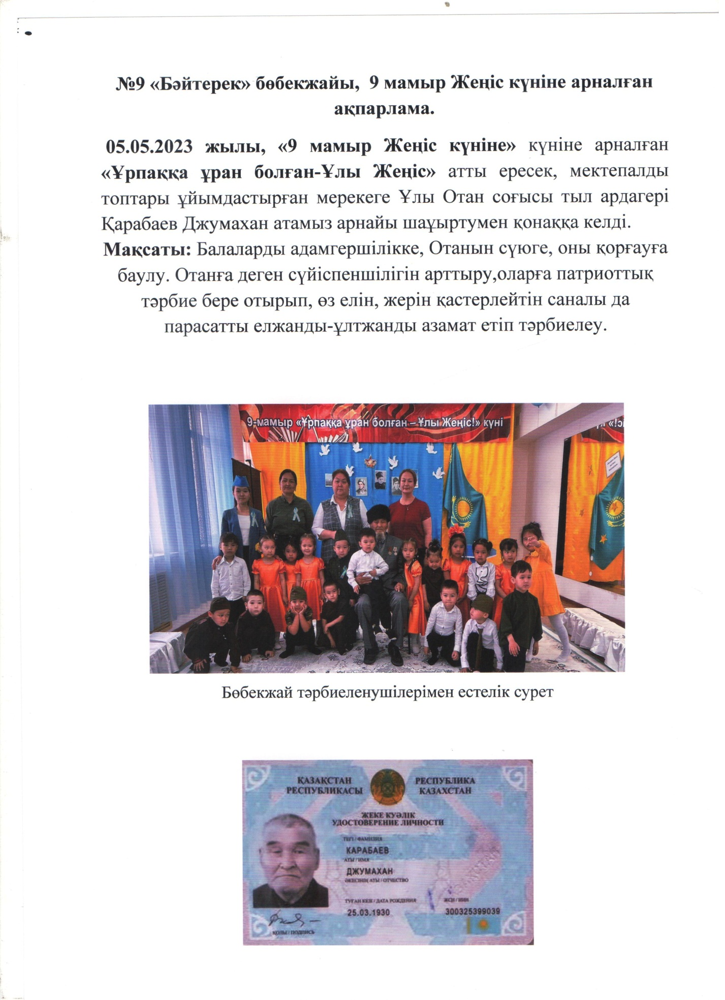 №9 «Бәйтерек» бөбекжайы, 9 мамыр Жеңіс күніне арналған
ақпарлама.
05.05.2023 жылы, «9 мамыр Жеңіс күніне» күніне арналған
«Ұрпаққа ұран болған-Ұлы Жеңіс» атты ересек, мектепалды
топтары ұйымдастырған мерекеге Ұлы Отан соғысы тыл ардагері
Қарабаев Джумахан атамыз арнайы шаұыртумен қонаққа келді.
Мақсаты: Балаларды адамгершілікке, Отанын сүюге, оны қорғауға
баулу. Отанға деген сүйіспеншілігін арттыру,оларға патриоттық
тәрбие бере отырып, өз елін, жерін қастерлейтін саналы да
парасатты елжанды-ұлтжанды азамат етіп тәрбиелеу.
9-мамыр «Ұрпаққа ұран болған – Ұлы Жеңіс!» күні
Бөбекжай тәрбиеленушілерімен естелік сурет
ҚАЗАҚСТАН
РЕСПУБЛИКАСЫ
РЕСПУБЛИКА
КАЗАХСТАН
ЖЕКЕ КУӘЛІК
УДОСТОВЕРЕНИЕ ЛИЧНОСТИ
ТЕГІ / ФАМИЛИЯ
КАРАБАЕВ
АТЫ / ИМЯ
ДЖУМАХАН
ӘКЕСІНІҢ АТЫ / ОТЧЕСТВО
ТУҒАН КҮНІ / ДАТА РОЖДЕНИЯ
25.03.1930
ЖСН / ИИН
300325399039
ҚОЛЫ / ПОДПИСЬ